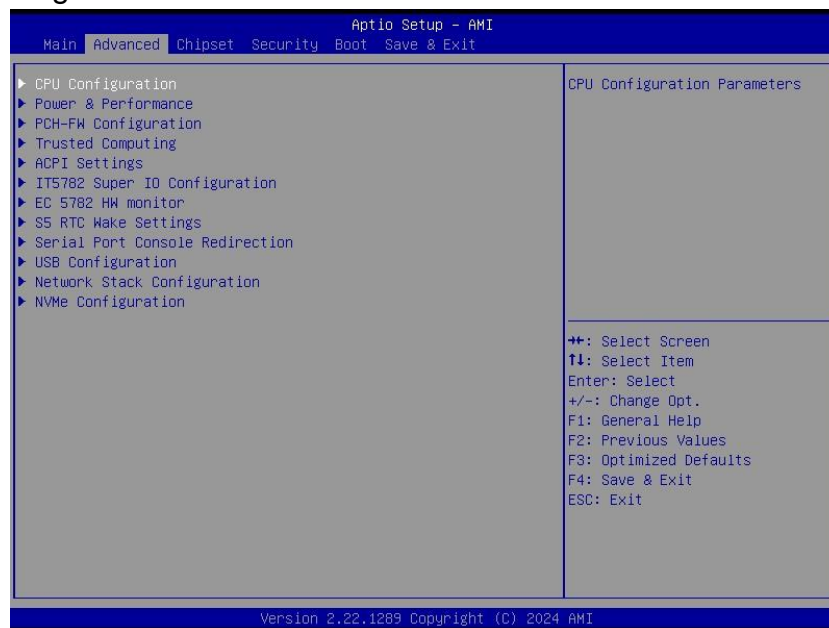 Aptio Setup – AMI
Main Advanced Chipset Security Boot Save & Exit
▶ CPU Configuration
▶ Power & Performance
▶ PCH-FW Configuration
▶ Trusted Computing
▶ ACPI Settings
▶ IT5782 Super IO Configuration
▶ EC 5782 HW monitor
▶ S5 RTC Wake Settings
▶ Serial Port Console Redirection
▶ USB Configuration
▶ Network Stack Configuration
▶ NVMe Configuration
CPU Configuration Parameters
→←: Select Screen
↑↓: Select Item
Enter: Select
+/-: Change Opt.
F1: General Help
F2: Previous Values
F3: Optimized Defaults
F4: Save & Exit
ESC: Exit
Version 2.22.1289 Copyright (C) 2024 AMI